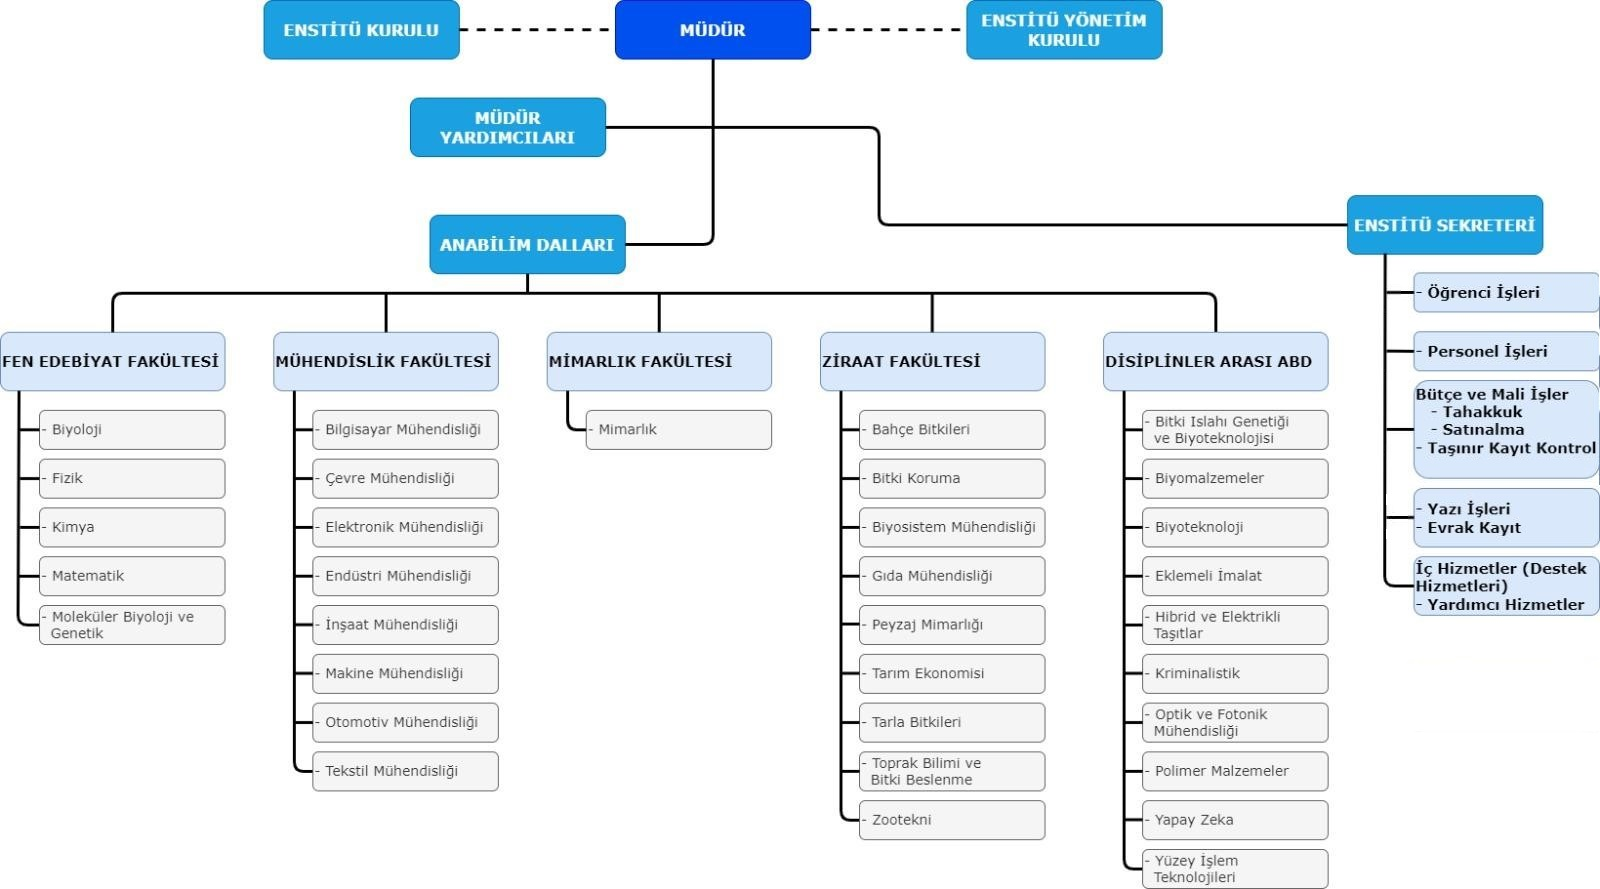 ENSTİTÜ KURULU
MÜDÜR
ENSTİTÜ YÖNETİM
KURULU
MÜDÜR
YARDIMCILARI
ANABİLİM DALLARI
ENSTİTÜ SEKRETERİ
- Öğrenci İşleri
- Personel İşleri
Bütçe ve Mali İşler
- Tahakkuk
- Satınalma
- Taşınır Kayıt Kontrol
- Yazı İşleri
- Evrak Kayıt
İç Hizmetler (Destek
Hizmetleri)
- Yardımcı Hizmetler
FEN EDEBİYAT FAKÜLTESİ
- Biyoloji
- Fizik
- Kimya
- Matematik
- Moleküler Biyoloji ve
Genetik
MÜHENDİSLİK FAKÜLTESİ
- Bilgisayar Mühendisliği
- Çevre Mühendisliği
- Elektronik Mühendisliği
- Endüstri Mühendisliği
- İnşaat Mühendisliği
- Makine Mühendisliği
- Otomotiv Mühendisliği
- Tekstil Mühendisliği
MİMARLIK FAKÜLTESİ
- Mimarlık
ZİRAAT FAKÜLTESİ
- Bahçe Bitkileri
- Bitki Koruma
- Biyosistem Mühendisliği
- Gıda Mühendisliği
- Peyzaj Mimarlığı
- Tarım Ekonomisi
- Tarla Bitkileri
- Toprak Bilimi ve
Bitki Beslenme
- Zootekni
DİSİPLİNLER ARASI ABD
- Bitki Islahı Genetiği
ve Biyoteknolojisi
- Biyomalzemeler
- Biyoteknoloji
- Eklemeli İmalat
- Hibrid ve Elektrikli
Taşıtlar
- Kriminalistik
- Optik ve Fotonik
Mühendisliği
- Polimer Malzemeler
- Yapay Zeka
- Yüzey İşlem
Teknolojileri